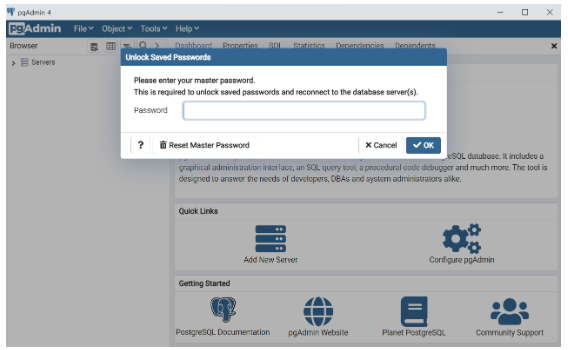 pgAdmin 4
pgAdmin File Object Tools Help
Browser
Dashboard Properties SQL Statistics Dependencies Dependents
Servers
Unlock Saved Passwords
Please enter your master password.
This is required to unlock saved passwords and reconnect to the database server(s).
Password
? Reset Master Password Cancel OK
database. It includes a
graphical administration interface, an SQL query tool, a procedural code debugger and much more. The tool is
designed to answer the needs of developers, DBAs and system administrators alike.
Quick Links
Add New Server Configure pgAdmin
Getting Started
PostgreSQL Documentation pgAdmin Website Planet PostgreSQL Community Support